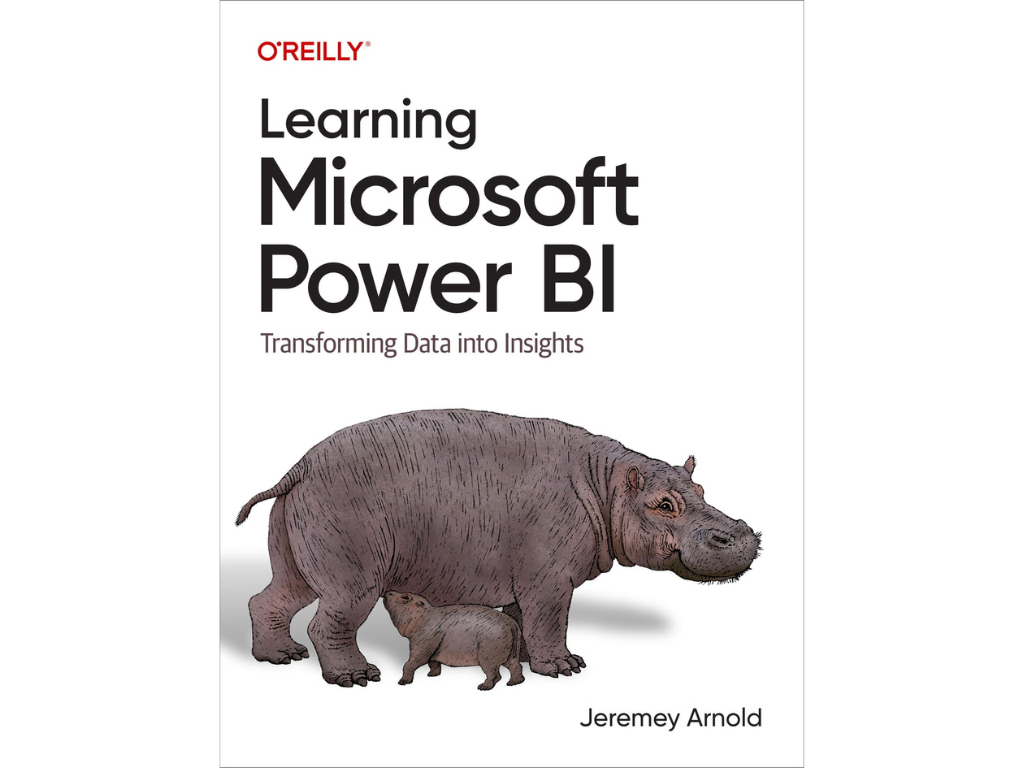 O'REILLY®
Learning
Microsoft
Power BI
Transforming Data into Insights
Jeremey Arnold